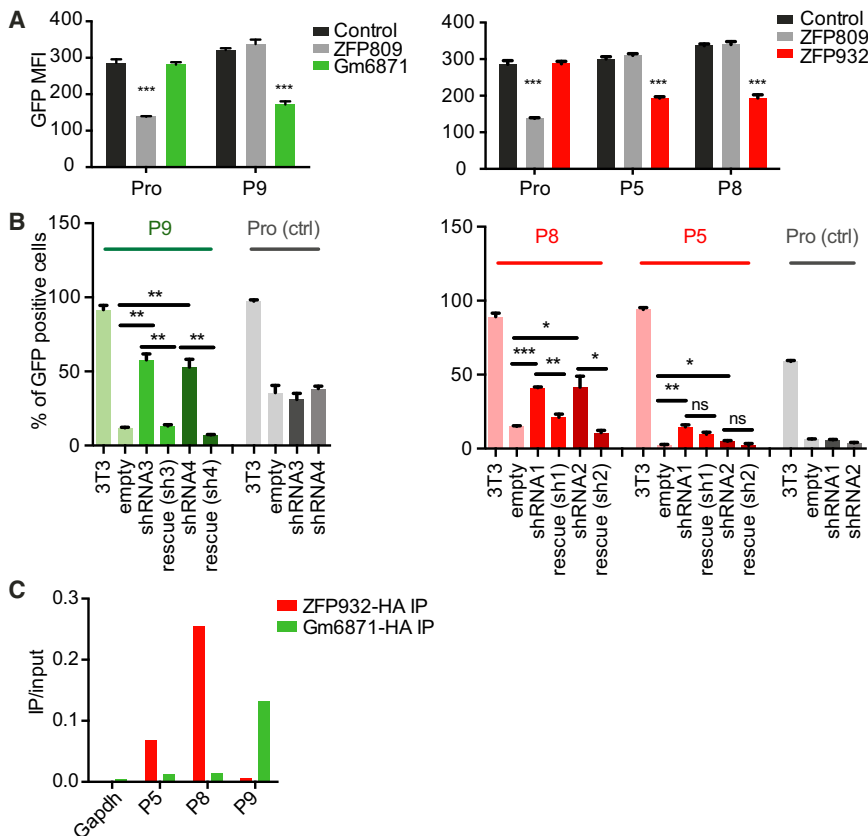 A
GFP MFI
400
300
200
100
0
***
***
Pro
P9
Control
ZFP809
Gm6871
400
300
200
100
0
***
***
***
Pro
P5
P8
Control
ZFP809
ZFP932
B
% of GFP positive cells
150
100
50
0
P9
Pro (ctrl)
**
**
**
**
3T3
empty
shRNA3
rescue (sh3)
shRNA4
rescue (sh4)
3T3
empty
shRNA3
shRNA4
150
100
50
0
P8
P5
Pro (ctrl)
*
***
**
*
*
**
ns
ns
3T3
empty
shRNA1
rescue (sh1)
shRNA2
rescue (sh2)
3T3
empty
shRNA1
rescue (sh1)
shRNA2
rescue (sh2)
3T3
empty
shRNA1
shRNA2
C
IP/input
0.3
0.2
0.1
0.0
ZFP932-HA IP
Gm6871-HA IP
Gapdh
P5
P8
P9